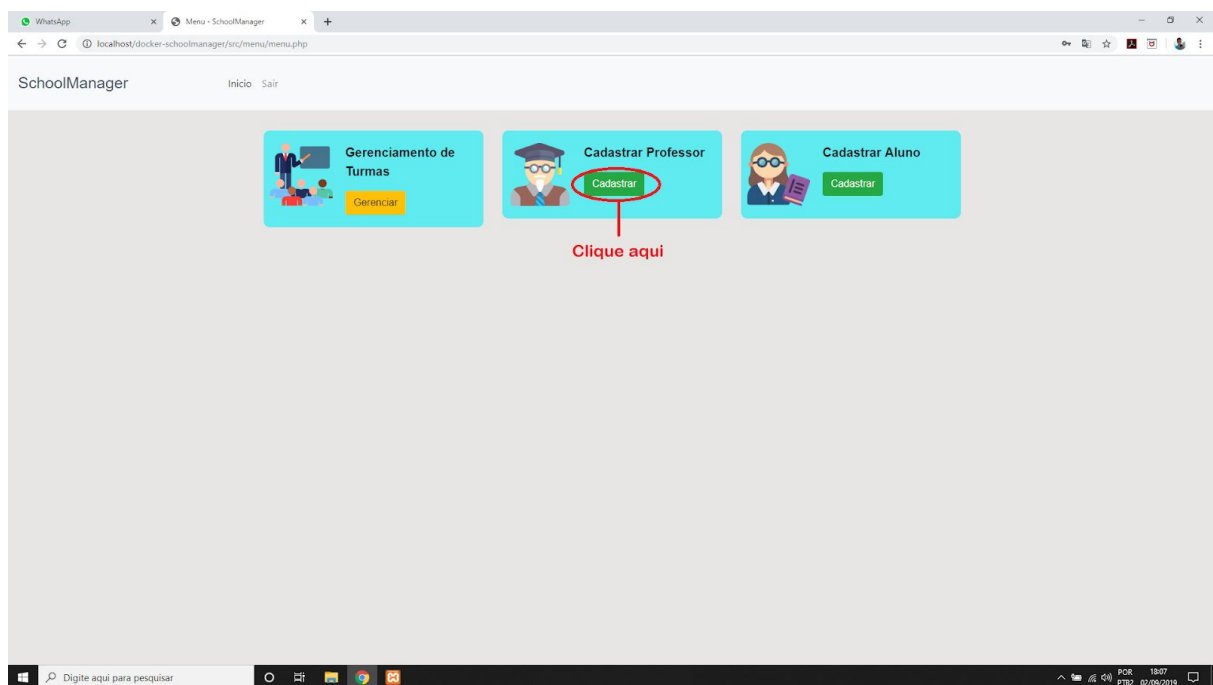 WhatsApp
Menu - SchoolManager
localhost/docker-schoolmanager/src/menu/menu.php
SchoolManager
Inicio
Sair
Gerenciamento de
Turmas
Gerenciar
Cadastrar Professor
Cadastrar
Cadastrar Aluno
Cadastrar
Clique aqui
Digite aqui para pesquisar
POR
PTB2
18:07
02/09/2019